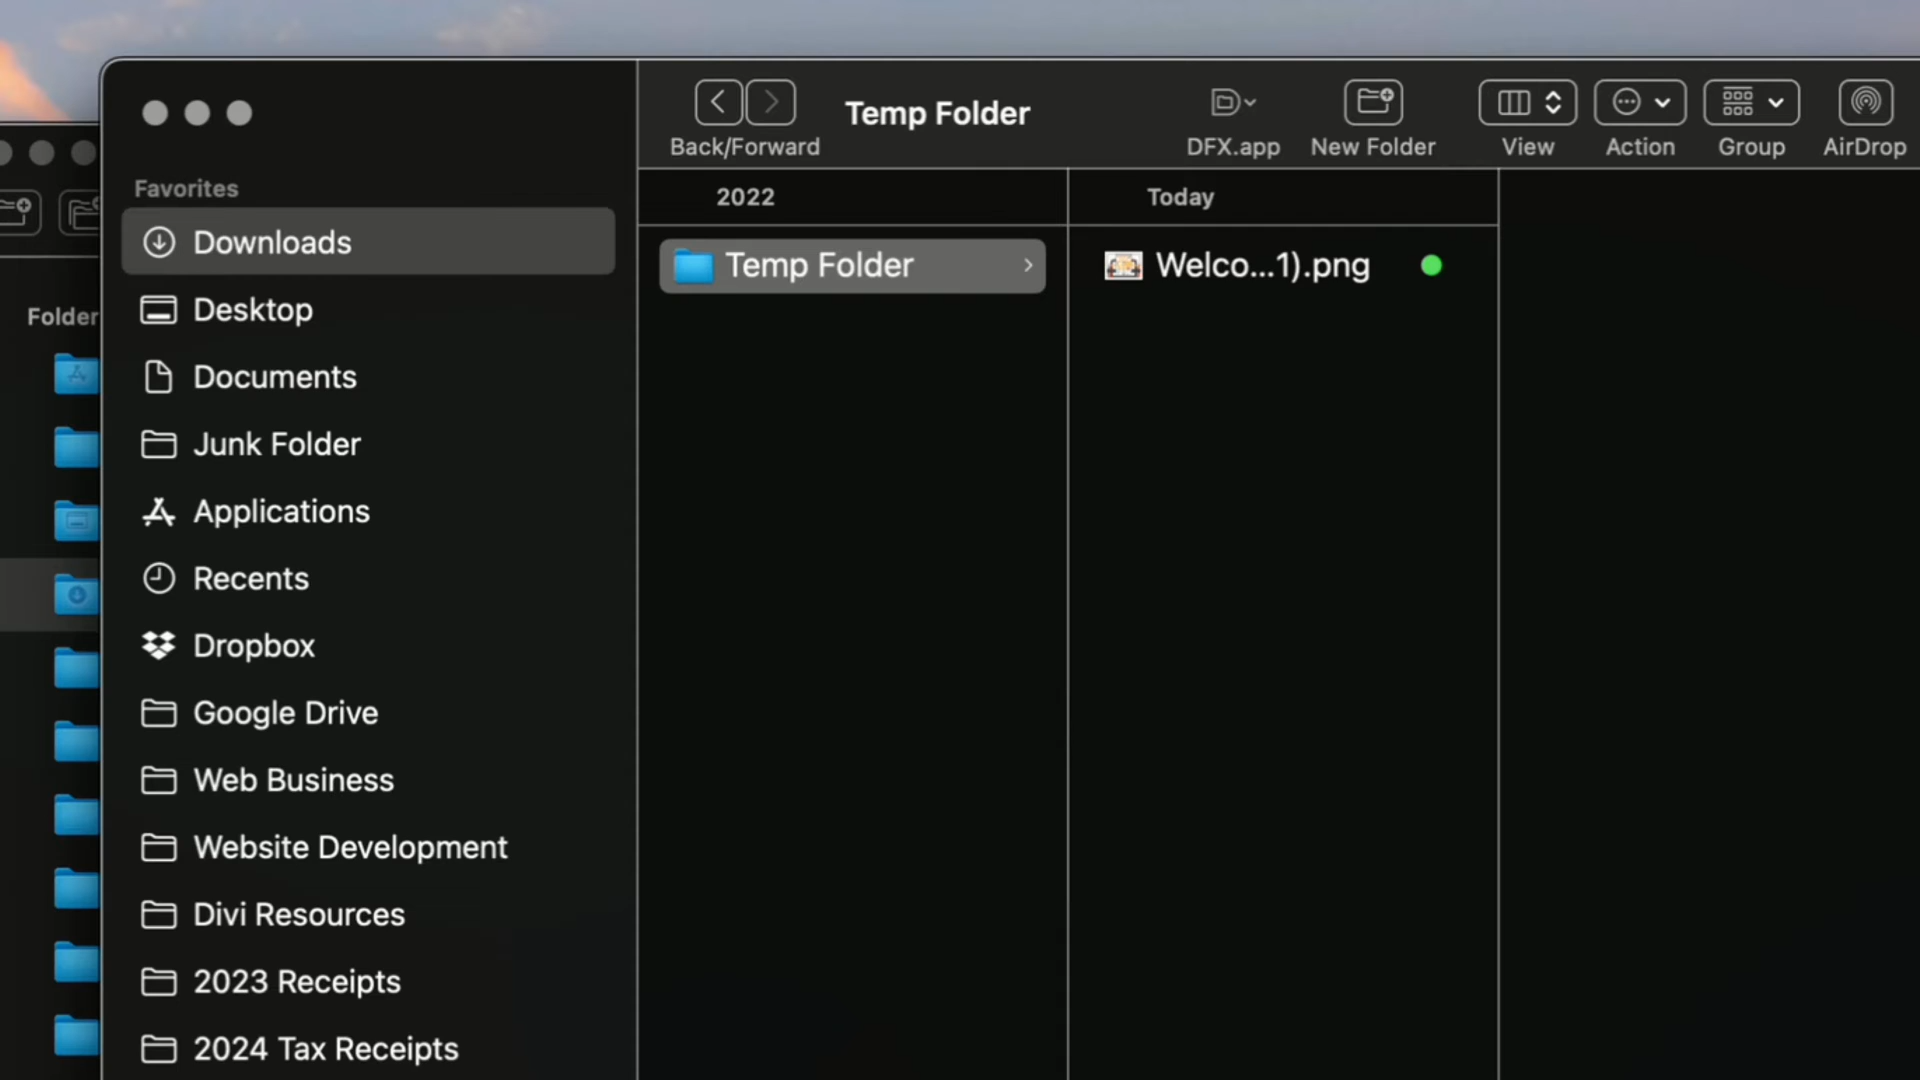 Temp Folder
Back/Forward
DFX.app
New Folder
View
Action
Group
AirDrop
Favorites
Downloads
Desktop
Documents
Junk Folder
Applications
Recents
Dropbox
Google Drive
Web Business
Website Development
Divi Resources
2023 Receipts
2024 Tax Receipts
2022
Temp Folder
Today
Welco...1).png
Folder